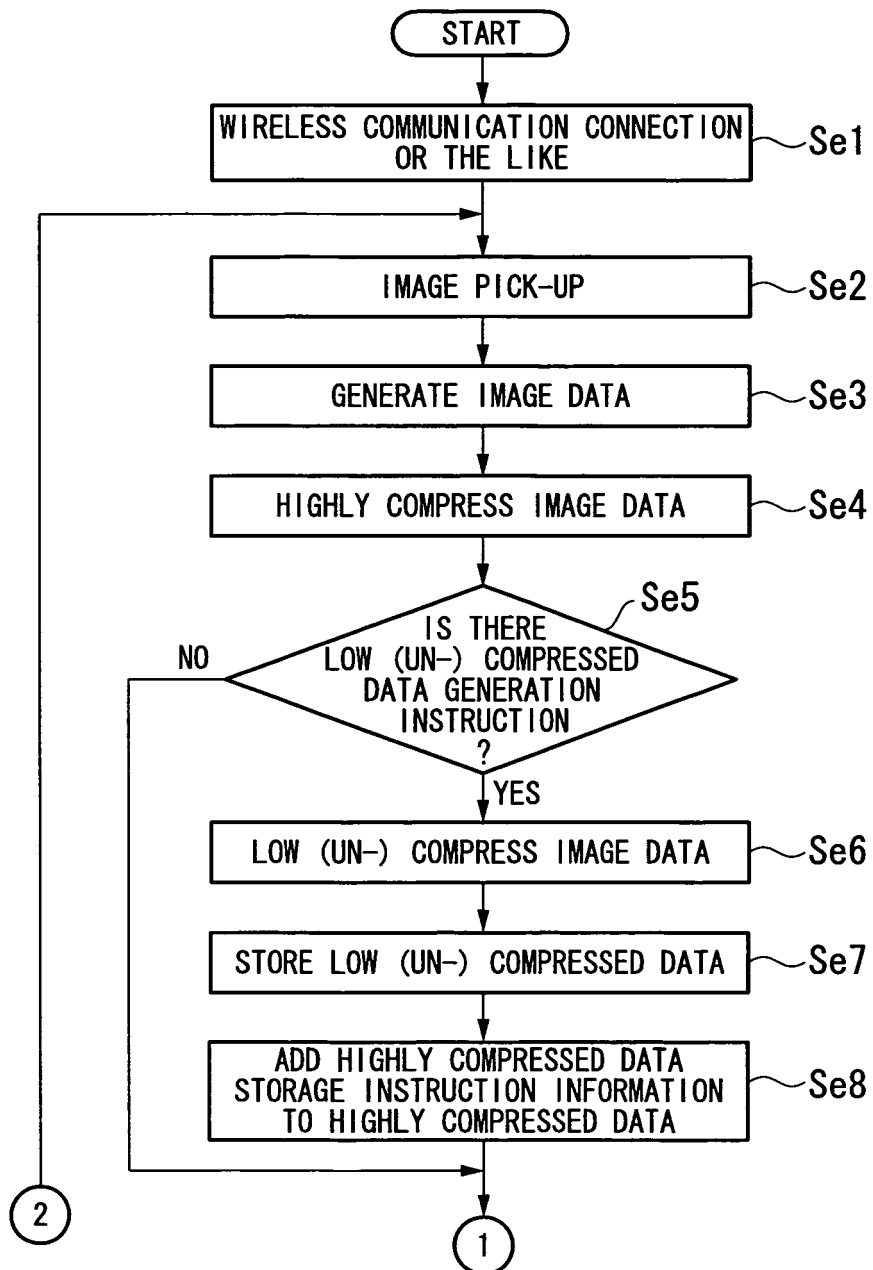 START
WIRELESS COMMUNICATION CONNECTION
OR THE LIKE
Se1
IMAGE PICK-UP
Se2
GENERATE IMAGE DATA
Se3
HIGHLY COMPRESS IMAGE DATA
Se4
Se5
IS THERE
LOW (UN-) COMPRESSED
DATA GENERATION
INSTRUCTION
?
NO
YES
LOW (UN-) COMPRESS IMAGE DATA
Se6
STORE LOW (UN-) COMPRESSED DATA
Se7
ADD HIGHLY COMPRESSED DATA
STORAGE INSTRUCTION INFORMATION
TO HIGHLY COMPRESSED DATA
Se8
2
1